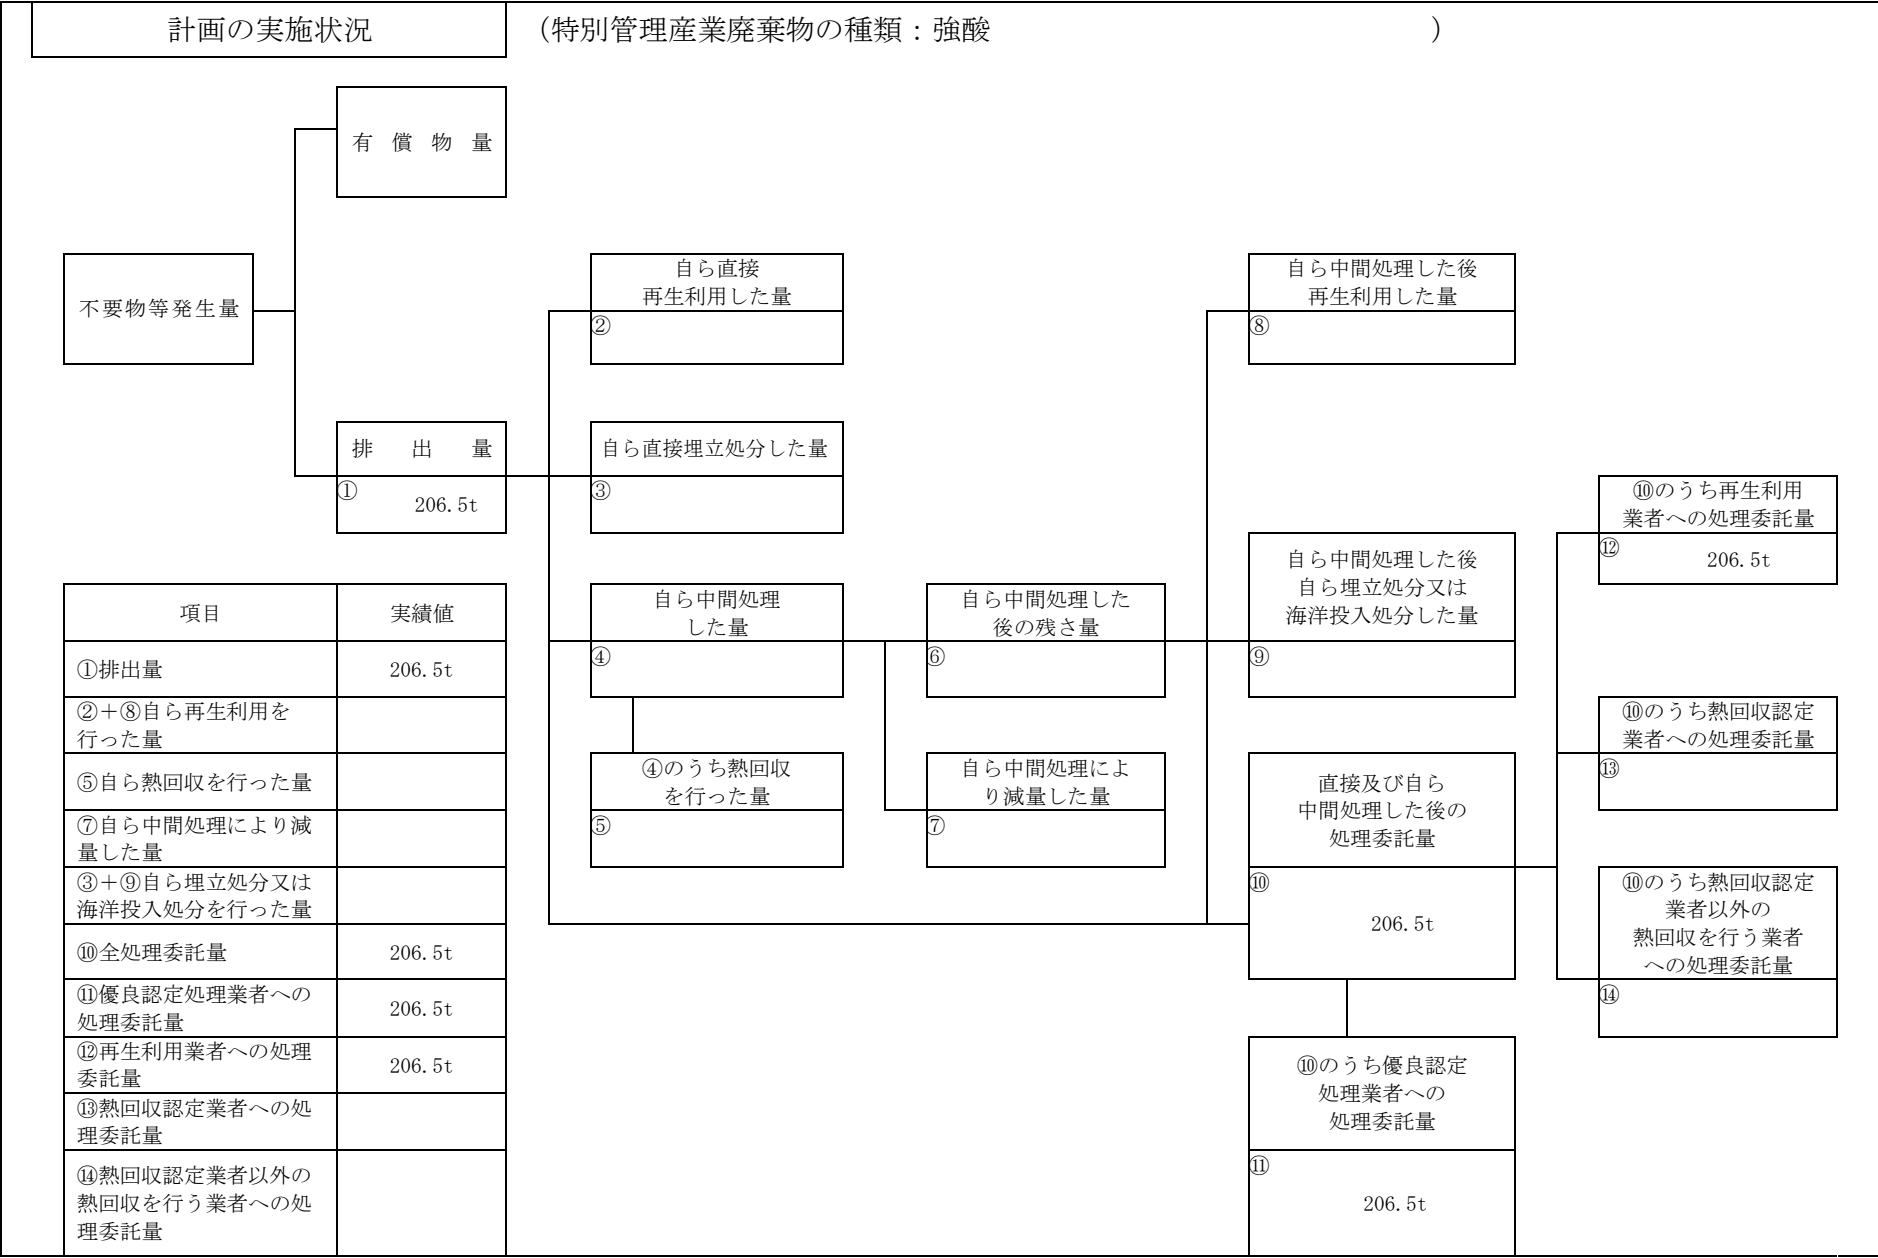 計画の実施状況
（特別管理産業廃棄物の種類：強酸　　　　　　　　　　　　　　　）
有　償　物　量
不要物等発生量
自ら直接
再生利用した量
②
自ら中間処理した後
再生利用した量
⑧
排　出　量
①
206.5t
自ら直接埋立処分した量
③
⑩のうち再生利用
業者への処理委託量
⑫
206.5t
自ら中間処理した後
自ら埋立処分又は
海洋投入処分した量
⑨
自ら中間処理
した量
④
自ら中間処理した
後の残さ量
⑥
④のうち熱回収
を行った量
⑤
自ら中間処理によ
り減量した量
⑦
直接及び自ら
中間処理した後の
処理委託量
⑩
206.5t
⑩のうち熱回収認定
業者への処理委託量
⑬
⑩のうち熱回収認定
業者以外の
熱回収を行う業者
への処理委託量
⑭
⑩のうち優良認定
処理業者への
処理委託量
⑪
206.5t
項目　実績値
①排出量　206.5t
②＋⑧自ら再生利用を
行った量
⑤自ら熱回収を行った量
⑦自ら中間処理により減
量した量
③＋⑨自ら埋立処分又は
海洋投入処分を行った量
⑩全処理委託量　206.5t
⑪優良認定処理業者への
処理委託量
206.5t
⑫再生利用業者への処理
委託量
206.5t
⑬熱回収認定業者への処
理委託量
⑭熱回収認定業者以外の
熱回収を行う業者への処
理委託量